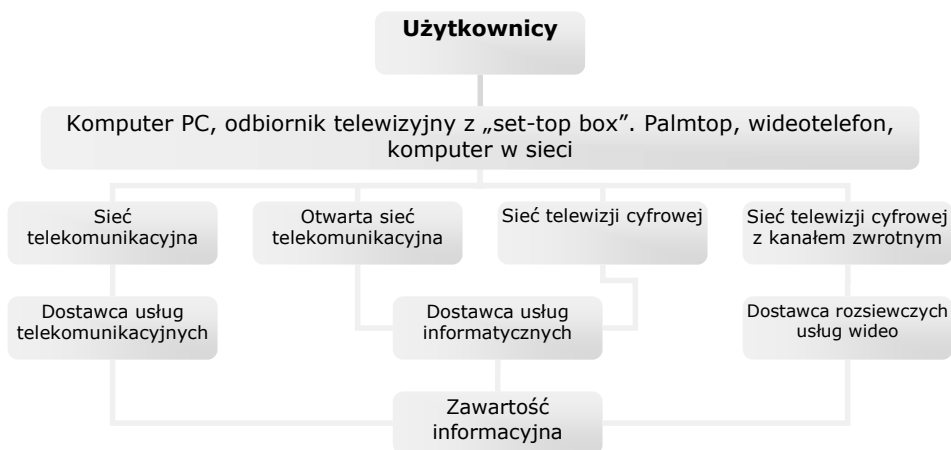 Użytkownicy
Komputer PC, odbiornik telewizyjny z „set-top box”. Palmtop, wideotelefon,
komputer w sieci
Sieć
telekomunikacyjna
Otwarta sieć
telekomunikacyjna
Sieć telewizji cyfrowej
Sieć telewizji cyfrowej
z kanałem zwrotnym
Dostawca usług
telekomunikacyjnych
Dostawca usług
informatycznych
Dostawca rozsiewczych
usług wideo
Zawartość
informacyjna